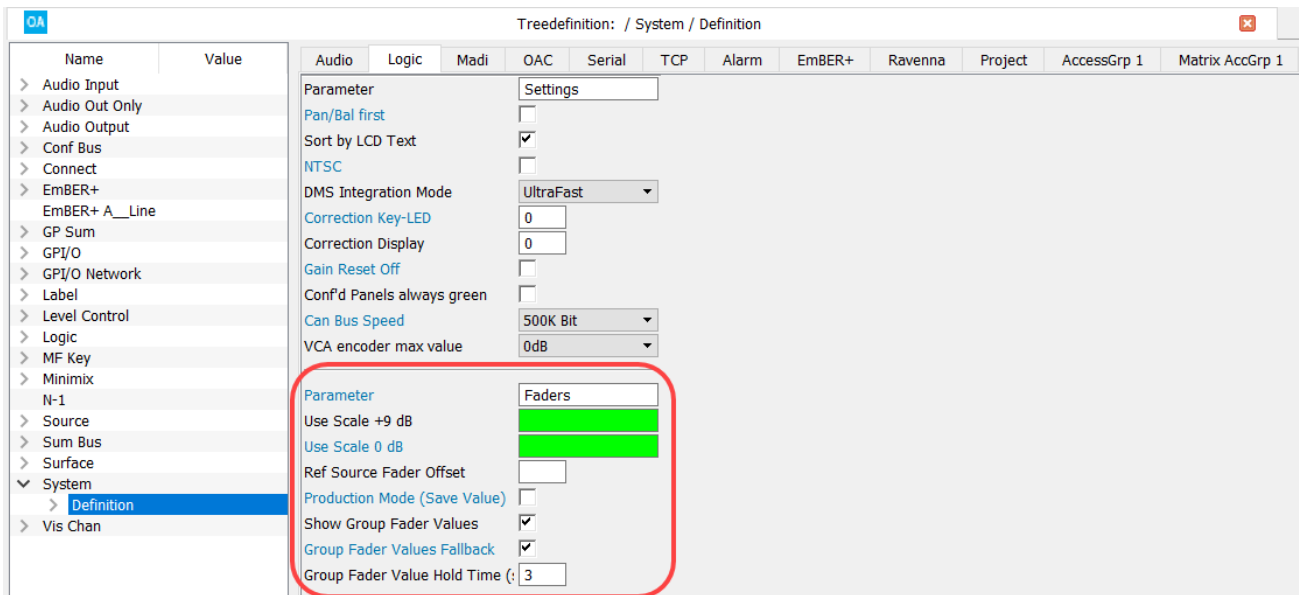 OA
Treedefinition: / System / Definition
Name Value
Audio Input
Audio Out Only
Audio Output
Conf Bus
Connect
EmBER+
EmBER+ A__Line
GP Sum
GPI/O
GPI/O Network
Label
Level Control
Logic
MF Key
Minimix
N-1
Source
Sum Bus
Surface
System
Definition
Vis Chan
Audio Logic Madi OAC Serial TCP Alarm EmBER+ Ravenna Project AccessGrp 1 Matrix AccGrp 1
Parameter Settings
Pan/Bal first
Sort by LCD Text
NTSC
DMS Integration Mode UltraFast
Correction Key-LED 0
Correction Display 0
Gain Reset Off
Conf'd Panels always green
Can Bus Speed 500K Bit
VCA encoder max value 0dB
Parameter Faders
Use Scale +9 dB
Use Scale 0 dB
Ref Source Fader Offset
Production Mode (Save Value)
Show Group Fader Values
Group Fader Values Fallback
Group Fader Value Hold Time (s 3